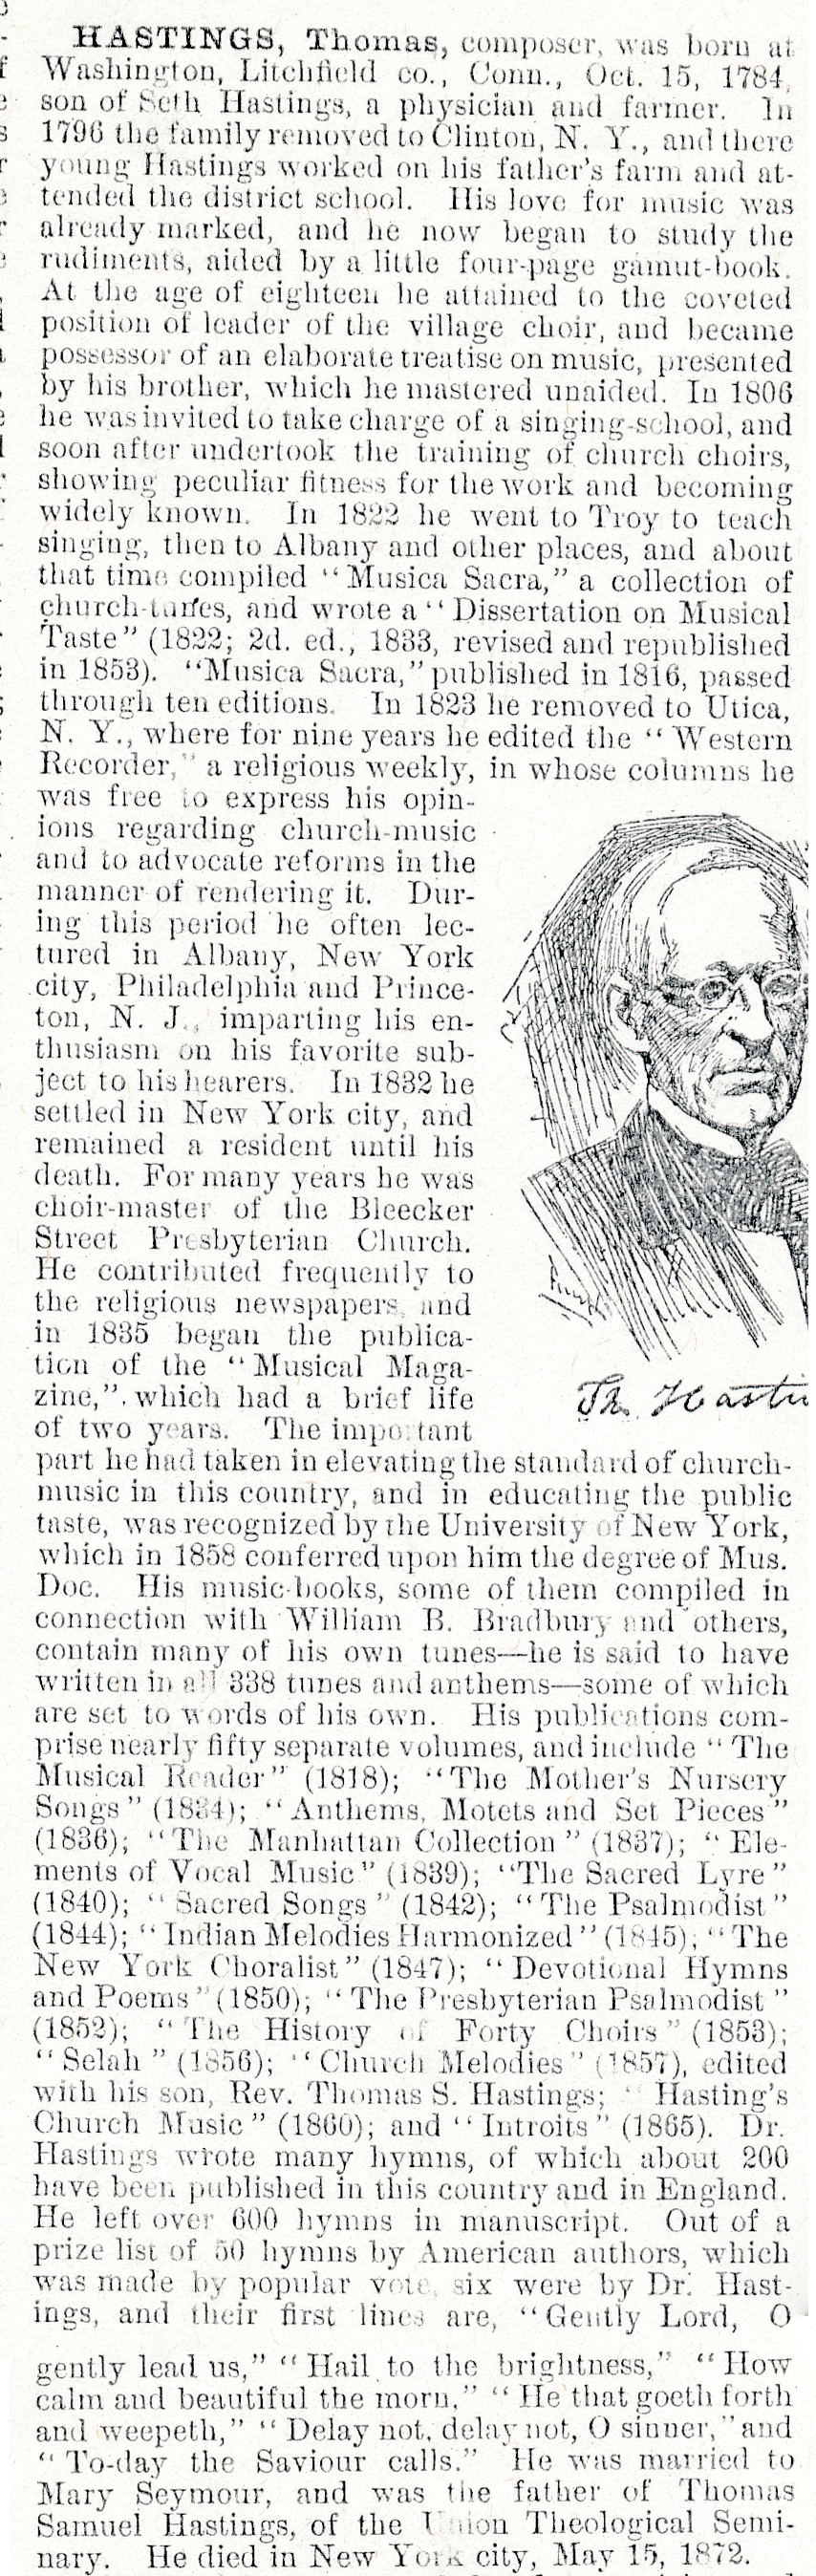 HASTINGS, Thomas, composer, was born at
Washington, Litchfield co., Conn., Oct. 15, 1784,
son of Seth Hastings, a physician and farmer. In
1796 the family removed to Clinton, N. Y., and there
young Hastings worked on his father's farm and at-
tended the district school. His love for music was
already marked, and he now began to study the
rudiments, aided by a little four-page gamut-book.
At the age of eighteen he attained to the coveted
position of leader of the village choir, and became
possessor of an elaborate treatise on music, presented
by his brother, which he mastered unaided. In 1806
he was invited to take charge of a singing-school, and
soon after undertook the training of church choirs,
showing peculiar fitness for the work and becoming
widely known. In 1822 he went to Troy to teach
singing, then to Albany and other places, and about
that time compiled "Musica Sacra," a collection of
church-tunes, and wrote a "Dissertation on Musical
Taste" (1822; 2d. ed., 1833, revised and republished
in 1853). "Musica Sacra," published in 1816, passed
through ten editions. In 1823 he removed to Utica,
N. Y., where for nine years he edited the "Western
Recorder," a religious weekly, in whose columns he
was free to express his opin-
ions regarding church-music
and to advocate reforms in the
manner of rendering it. Dur-
ing this period he often lec-
tured in Albany, New York
city, Philadelphia and Prince-
ton, N. J., imparting his en-
thusiasm on his favorite sub-
ject to his hearers. In 1832 he
settled in New York city, and
remained a resident until his
death. For many years he was
choir-master of the Bleecker
Street Presbyterian Church.
He contributed frequently to
the religious newspapers, and
in 1835 began the publica-
tion of the "Musical Maga-
zine," which had a brief life
of two years. The important
Th. Hastin
part he had taken in elevating the standard of church-
music in this country, and in educating the public
taste, was recognized by the University of New York,
which in 1858 conferred upon him the degree of Mus.
Doc. His music-books, some of them compiled in
connection with William B. Bradbury and others,
contain many of his own tunes—he is said to have
written in all 338 tunes and anthems—some of which
are set to words of his own. His publications com-
prise nearly fifty separate volumes, and include "The
Musical Reader" (1818); "The Mother's Nursery
Songs" (1834); "Anthems, Motets and Set Pieces"
(1836); "The Manhattan Collection" (1837); "Ele-
ments of Vocal Music" (1839); "The Sacred Lyre"
(1840); "Sacred Songs" (1842); "The Psalmodist"
(1844); "Indian Melodies Harmonized" (1845); "The
New York Choralist" (1847); "Devotional Hymns
and Poems" (1850); "The Presbyterian Psalmodist"
(1852); "The History of Forty Choirs" (1853);
"Selah" (1856); "Church Melodies" (1857), edited
with his son, Rev. Thomas S. Hastings; "Hasting's
Church Music" (1860); and "Introits" (1865). Dr.
Hastings wrote many hymns, of which about 200
have been published in this country and in England.
He left over 600 hymns in manuscript. Out of a
prize list of 50 hymns by American authors, which
was made by popular vote, six were by Dr. Hast-
ings, and their first lines are, "Gently Lord, O
gently lead us," "Hail to the brightness," "How
calm and beautiful the morn," "He that goeth forth
and weepeth," "Delay not, delay not, O sinner," and
"To-day the Saviour calls." He was married to
Mary Seymour, and was the father of Thomas
Samuel Hastings, of the Union Theological Semi-
nary. He died in New York city, May 15, 1872.